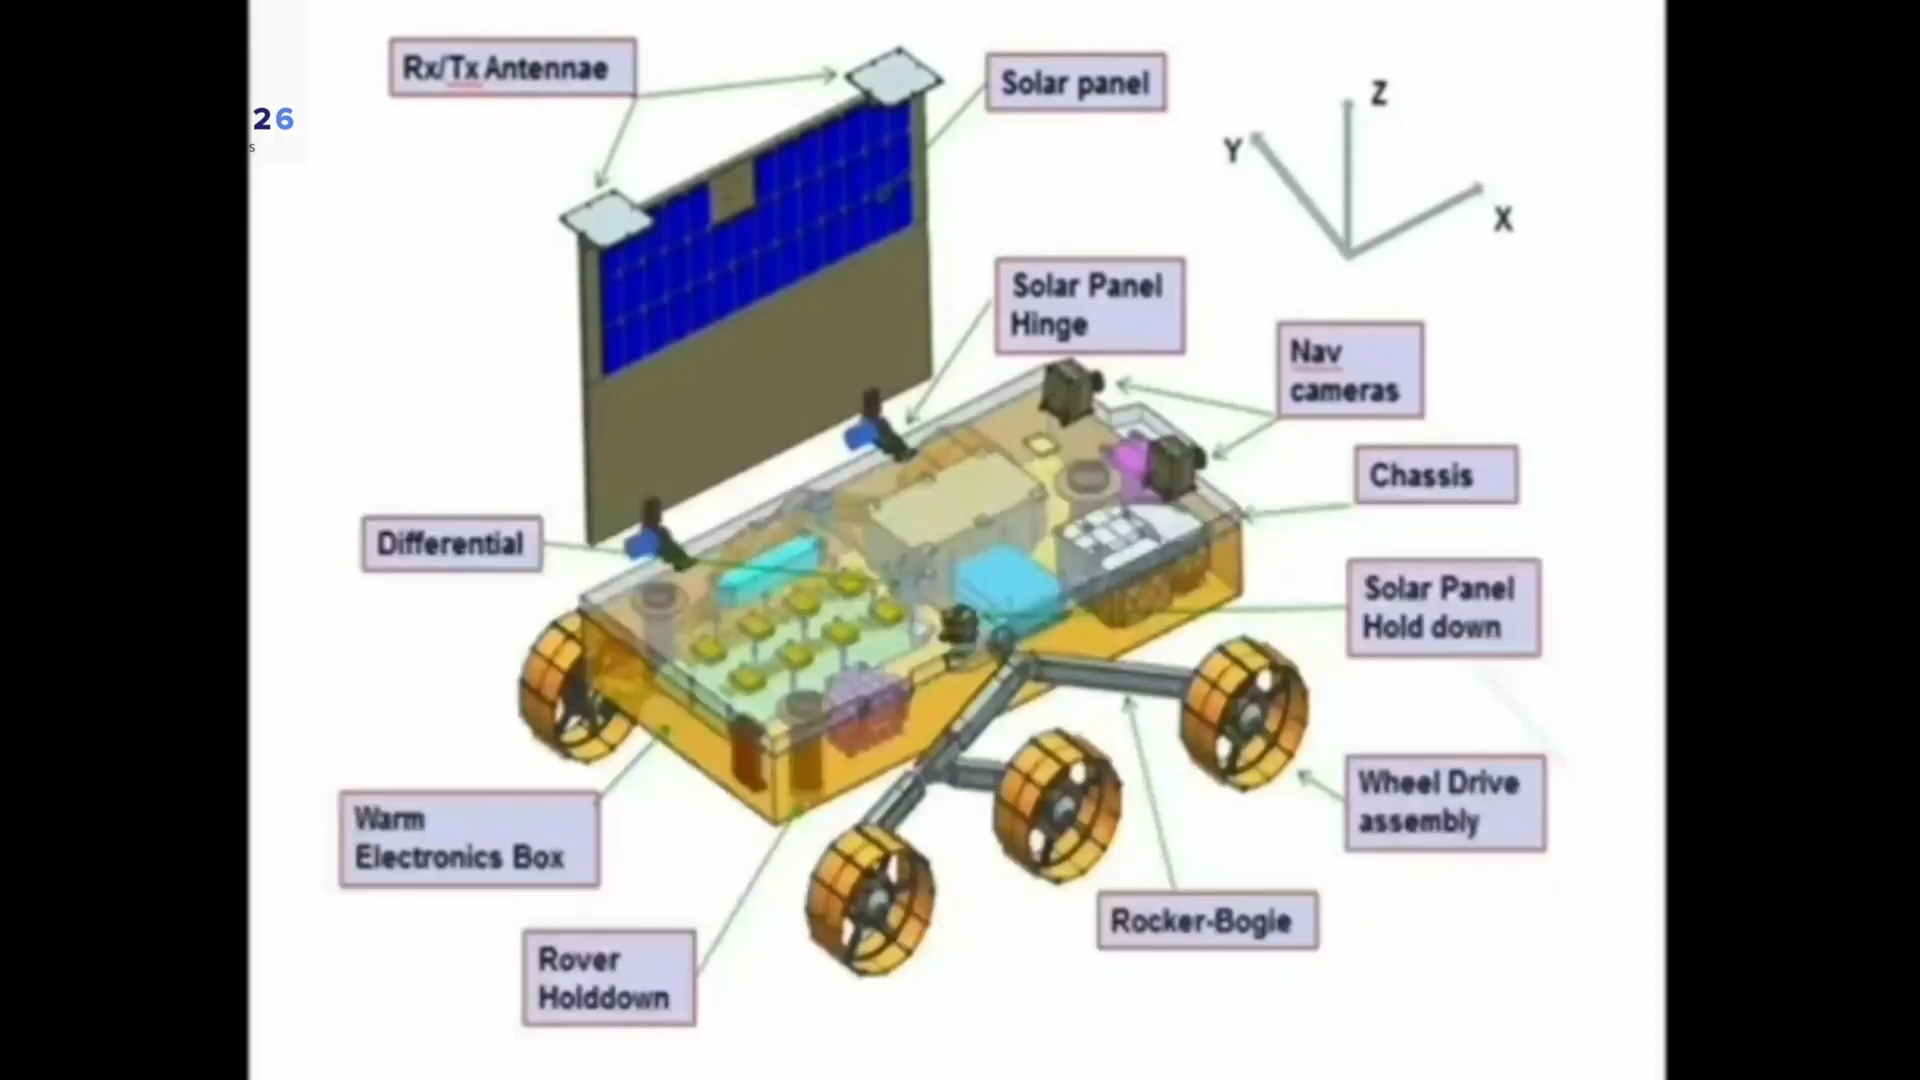 Rx/Tx Antennae
Solar panel
26
s
Z
Y
X
Solar Panel
Hinge
Nav
cameras
Chassis
Differential
Solar Panel
Hold down
Wheel Drive
assembly
Warm
Electronics Box
Rocker-Bogie
Rover
Holddown